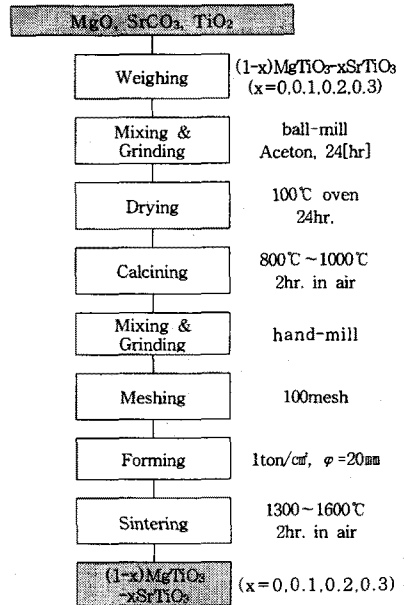 MgO, SrCO₃, TiO₂
Weighing
(1-x)MgTiO₃-xSrTiO₃
(x=0,0.1,0.2,0.3)
Mixing &
Grinding
ball-mill
Aceton, 24[hr]
Drying
100℃ oven
24hr.
Calcining
800℃~1000℃
2hr. in air
Mixing &
Grinding
hand-mill
Meshing
100mesh
Forming
1ton/㎠, φ=20㎜
Sintering
1300~1600℃
2hr. in air
(1-x)MgTiO₃
-xSrTiO₃
(x=0,0.1,0.2,0.3)